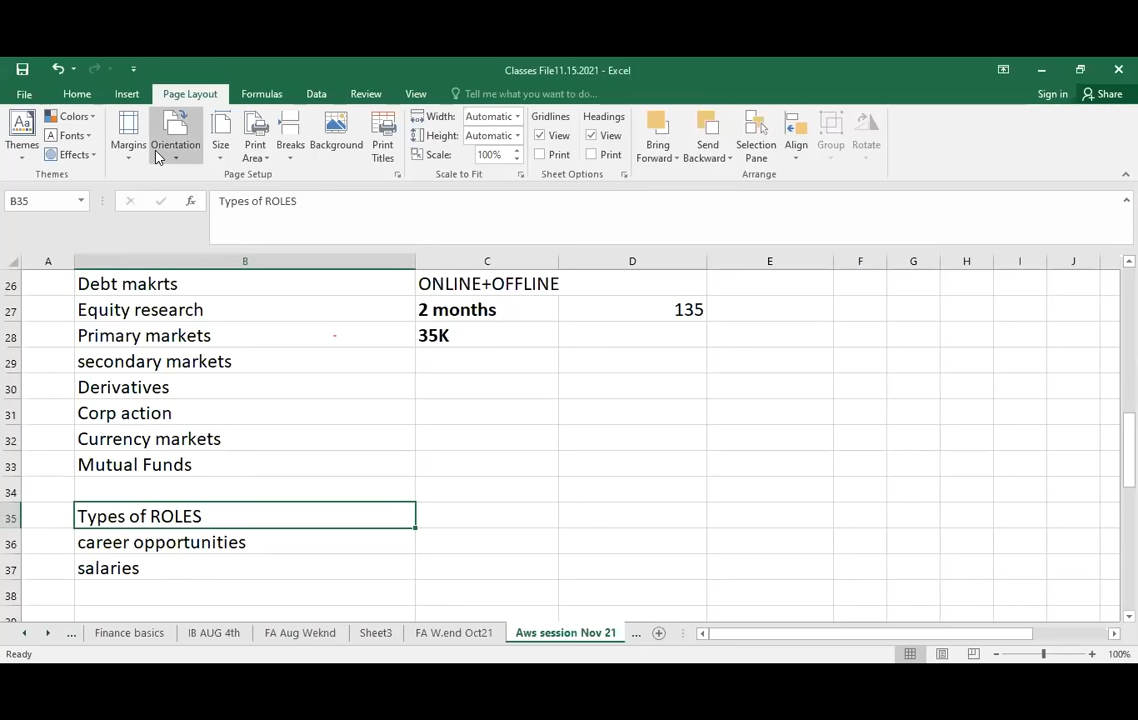 Classes File11.15.2021 - Excel
File Home Insert Page Layout Formulas Data Review View Tell me what you want to do... Sign in Share
Themes Colors Fonts Effects Margins Orientation Size Print Area Breaks Background Print Titles Width: Automatic Height: Automatic Scale: 100% Gridlines View Print Headings View Print Bring Forward Send Backward Selection Pane Align Group Rotate
Themes Page Setup Scale to Fit Sheet Options Arrange
B35 fx Types of ROLES
A B C D E F G H I J
26 Debt makrts ONLINE+OFFLINE
27 Equity research 2 months 135
28 Primary markets - 35K
29 secondary markets
30 Derivatives
31 Corp action
32 Currency markets
33 Mutual Funds
34
35 Types of ROLES
36 career opportunities
37 salaries
38
... Finance basics IB AUG 4th FA Aug Weknd Sheet3 FA W.end Oct21 Aws session Nov 21 ...
Ready 100%